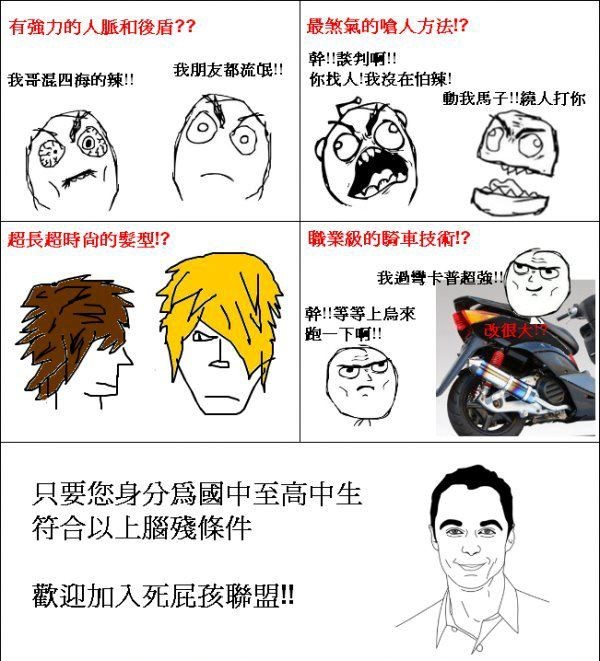 有強力的人脈和後盾??
我哥混四海的辣!!
我朋友都流氓!!
最煞氣的嗆人方法!?
幹!!談判啊!!
你找人!我沒在怕辣!
動我馬子!!繞人打你
超長超時尚的髮型!?
職業級的騎車技術!?
我過彎卡普超強!!
幹!!等等上烏來
跑一下啊!!
改很大!?
只要您身分為國中至高中生
符合以上腦殘條件
歡迎加入死屁孩聯盟!!